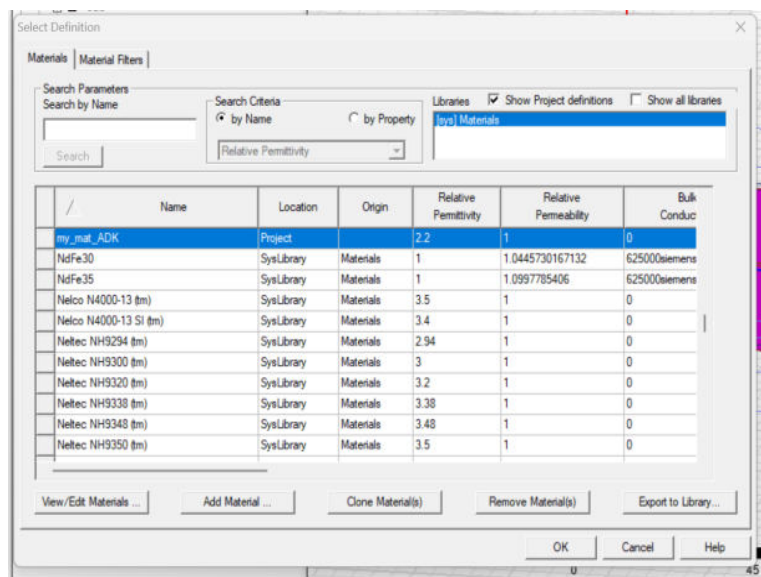 Select Definition
Materials Material Filters
Search Parameters
Search by Name
Search
Search Criteria
by Name by Property
Relative Permittivity
Libraries Show Project definitions Show all libraries
[sys] Materials
/ Name Location Origin Relative Permittivity Relative Permeability Bulk Conduc
my_mat_ADK Project 2.2 1 0
NdFe30 SysLibrary Materials 1 1.0445730167132 625000siemens
NdFe35 SysLibrary Materials 1 1.0997785406 625000siemens
Nelco N4000-13 (tm) SysLibrary Materials 3.5 1 0
Nelco N4000-13 SI (tm) SysLibrary Materials 3.4 1 0
Neltec NH9294 (tm) SysLibrary Materials 2.94 1 0
Neltec NH9300 (tm) SysLibrary Materials 3 1 0
Neltec NH9320 (tm) SysLibrary Materials 3.2 1 0
Neltec NH9338 (tm) SysLibrary Materials 3.38 1 0
Neltec NH9348 (tm) SysLibrary Materials 3.48 1 0
Neltec NH9350 (tm) SysLibrary Materials 3.5 1 0
View/Edit Materials ... Add Material ... Clone Material(s) Remove Material(s) Export to Library...
OK Cancel Help
0 45